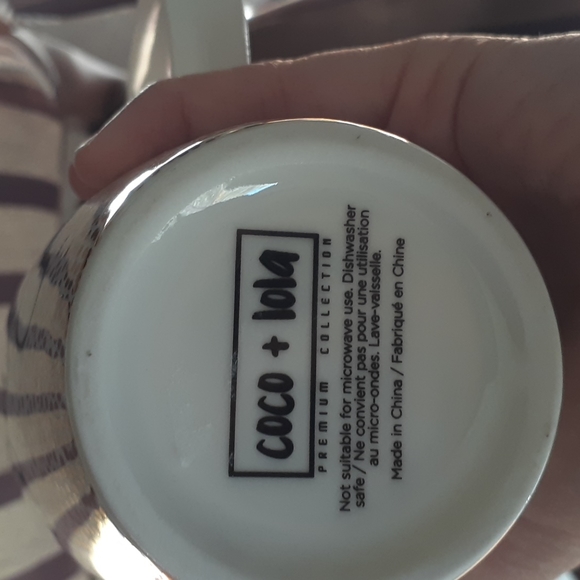 coco + lola
PREMIUM COLLECTION
Not suitable for microwave use. Dishwasher
safe / Ne convient pas pour une utilisation
au micro-ondes. Lave-vaisselle.
Made in China / Fabriqué en Chine